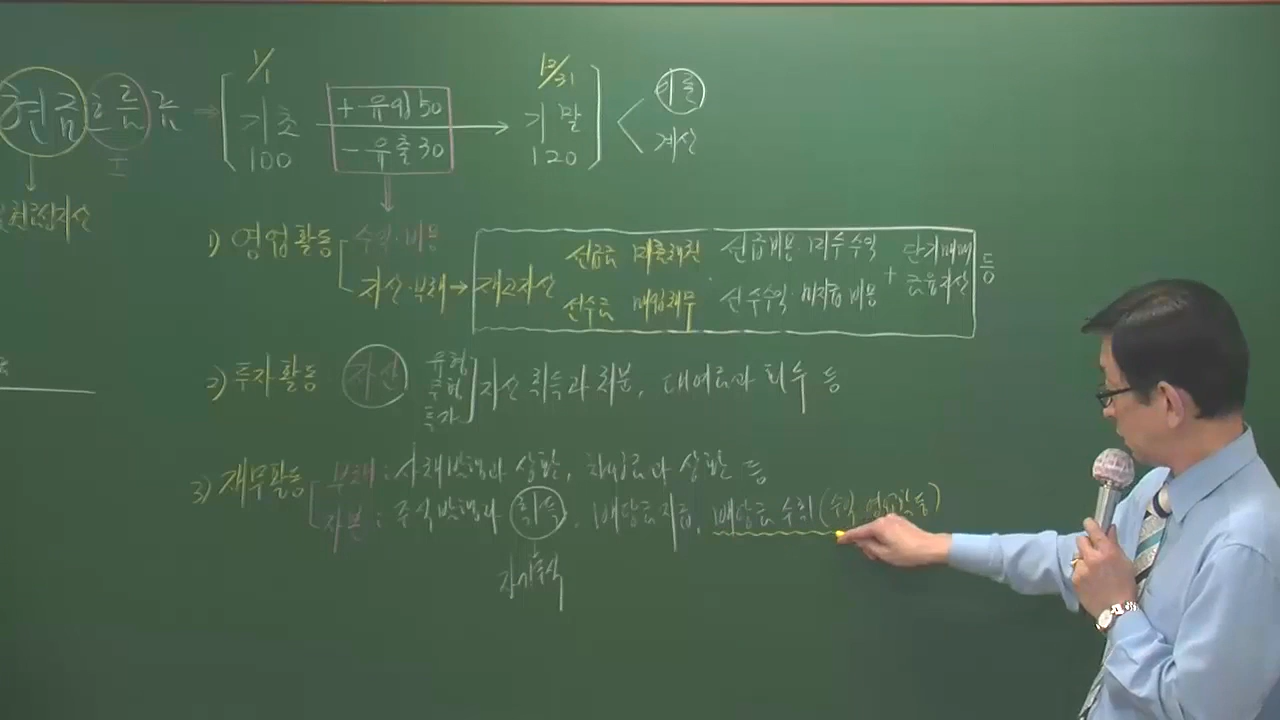 현금흐름 → [ 1/1 기초 100 + 유입 50 - 유출 30 → 12/31 기말 120 ] < 이론 계산
±
현금성자산
1) 영업활동 [ 수익·비용
자산·부채 → 재고자산
선급금 매출채권 · 선급비용·미수수익 + 단기매매 금융자산 등
선수금 매입채무 선수수익·미지급비용
2) 투자활동 자산 유형 무형 투자 ] 자산 취득과 처분, 대여금과 회수 등
3) 재무활동 [ 부채 : 사채발행과 상환, 차입금과 상환 등
자본 : 주식발행과 취득, 배당금지급, 배당금 수취 (수익·영업활동)
자기주식